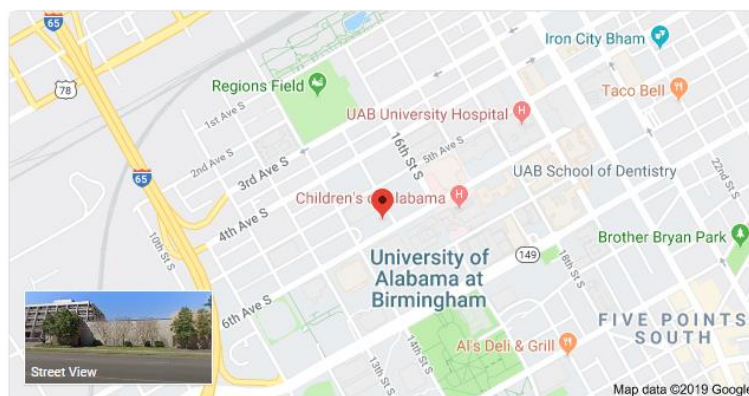 65
Iron City Bham
Regions Field
78
Taco Bell
1st Ave S
UAB University Hospital
16th St S
2nd Ave S
5th Ave S
65
3rd Ave S
UAB School of Dentistry
22nd St S
4th Ave S
Children's of Alabama
10th St S
University of
Alabama at
Birmingham
149
18th St S
Brother Bryan Park
6th Ave S
FIVE POINTS
SOUTH
Al's Deli & Grill
13th St S
14th St S
Street View
Map data ©2019 Google